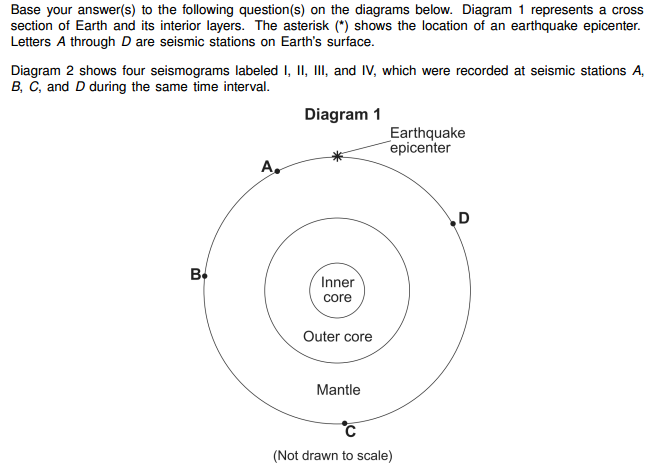 Base your answer(s) to the following question(s) on the diagrams below. Diagram 1 represents a cross
section of Earth and its interior layers. The asterisk (*) shows the location of an earthquake epicenter.
Letters A through D are seismic stations on Earth's surface.
Diagram 2 shows four seismograms labeled I, II, III, and IV, which were recorded at seismic stations A,
B, C, and D during the same time interval.
Diagram 1
Earthquake
epicenter
A
D
B
Inner
core
Outer core
Mantle
C
(Not drawn to scale)